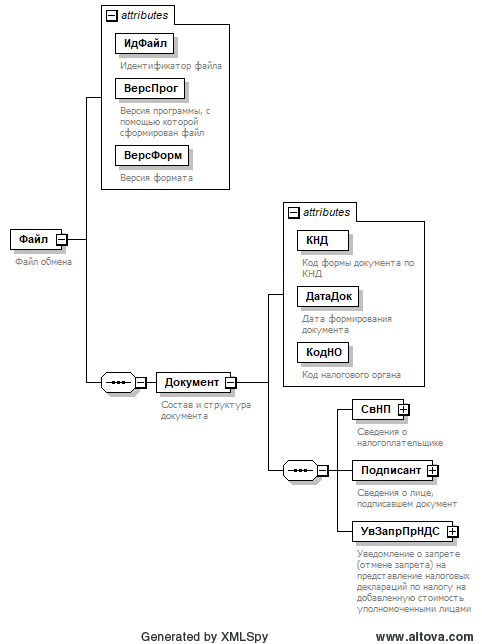 attributes
ИдФайл
Идентификатор файла
ВерсПрог
Версия программы, с
помощью которой
сформирован файл
ВерсФорм
Версия формата
Файл
Файл обмена
attributes
КНД
Код формы документа по
КНД
ДатаДок
Дата формирования
документа
КодНО
Код налогового органа
Документ
Состав и структура
документа
СвНП
Сведения о
налогоплательщике
Подписант
Сведения о лице,
подписавшем документ
УвЗапрПрНДС
Уведомление о запрете
(отмене запрета) на
представление налоговых
деклараций по налогу на
добавленную стоимость
уполномоченными лицами
Generated by XMLSpy
www.altova.com